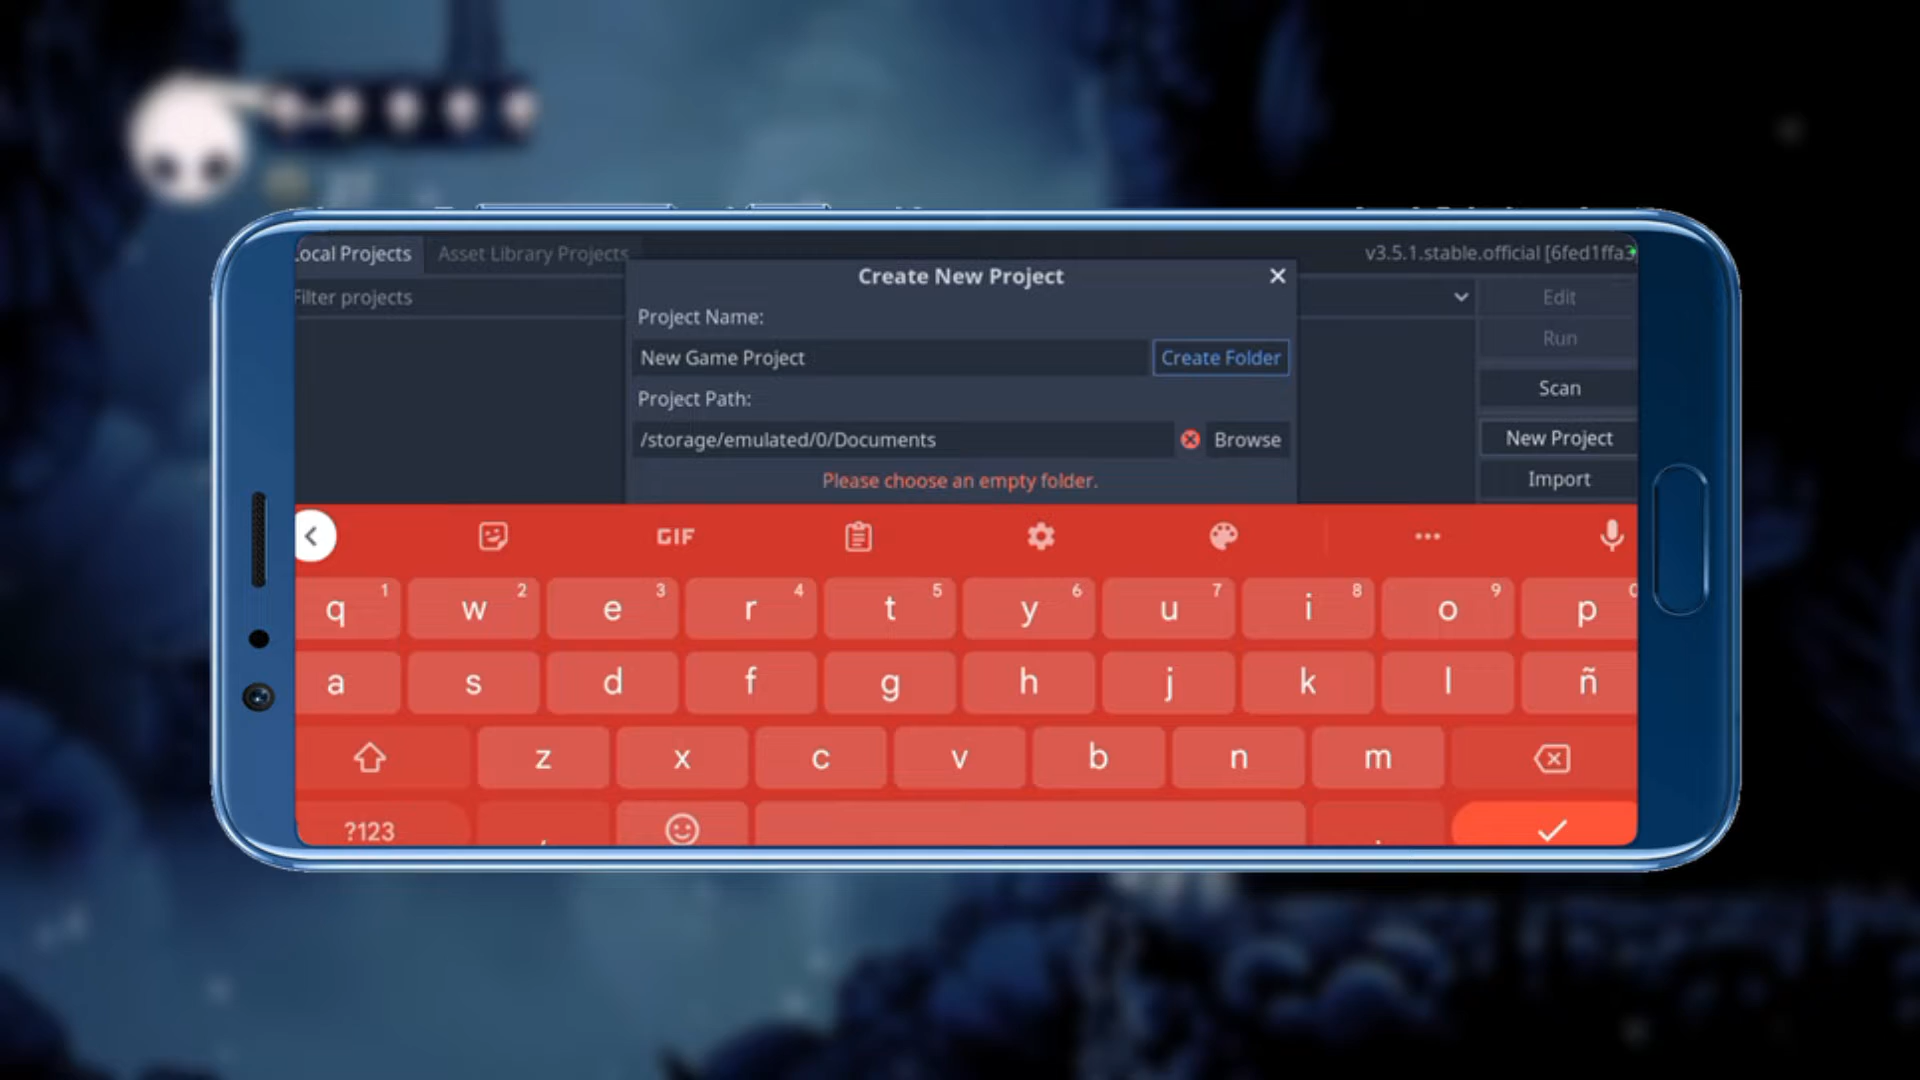 ocal Projects Asset Library Projects v3.5.1.stable.official [6fed1ffa3
Create New Project
Filter projects
Edit
Project Name:
Run
New Game Project Create Folder
Scan
Project Path:
/storage/emulated/0/Documents Browse
New Project
Please choose an empty folder.
Import
GIF
q 1 w 2 e 3 r 4 t 5 y 6 u 7 i 8 o 9 p 0
a s d f g h j k l ñ
z x c v b n m
?123 , .